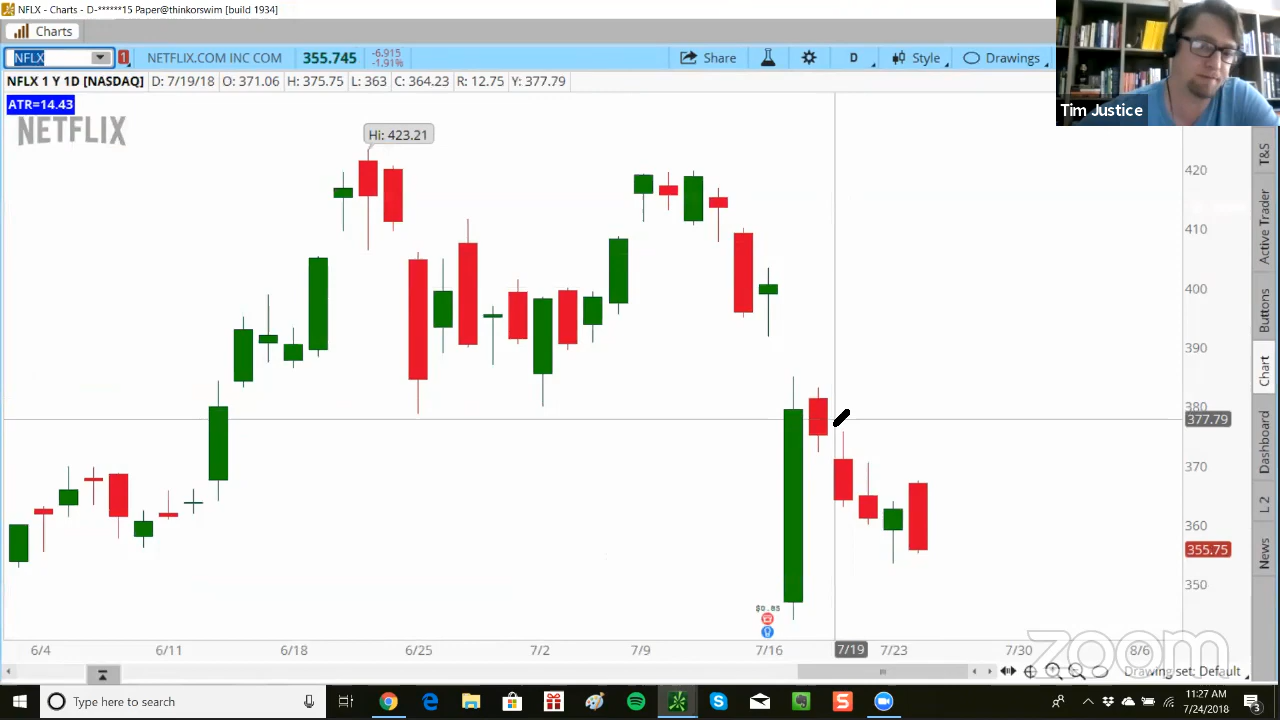 NFLX - Charts - D-******15 Paper@thinkorswim [build 1934]
Charts
NFLX 1 NETFLIX.COM INC COM 355.745 -6.915 -1.91% Share D Style Drawings
NFLX 1 Y 1D [NASDAQ] D: 7/19/18 O: 371.06 H: 375.75 L: 363 C: 364.23 R: 12.75 Y: 377.79
Tim Justice
ATR=14.43
NETFLIX
Hi: 423.21
420
410
400
390
380
377.79
370
360
355.75
350
T&S
Active Trader
Buttons
Chart
Dashboard
L 2
News
$0.85
6/4 6/11 6/18 6/25 7/2 7/9 7/16 7/19 7/23 7/30 8/6
zoom
Drawing set: Default
Type here to search
11:27 AM
7/24/2018
3